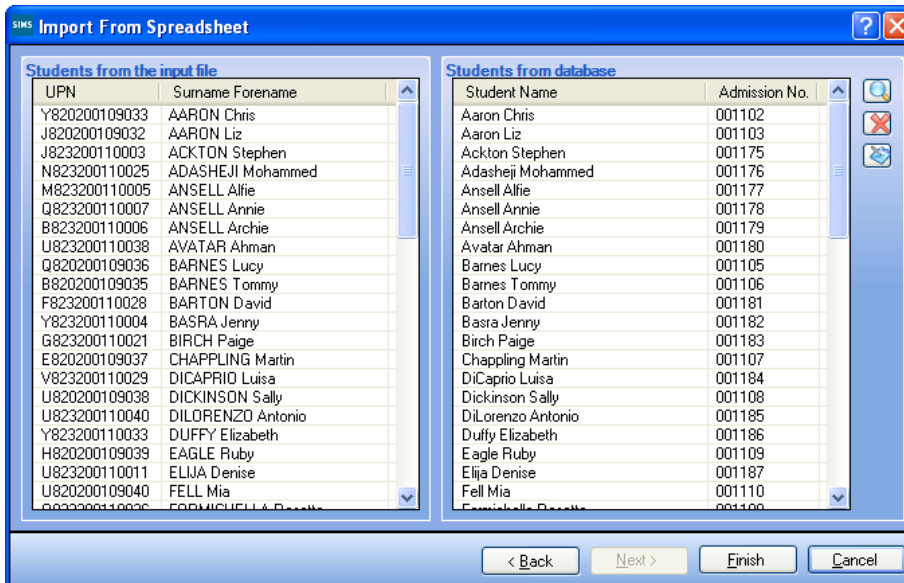 SIMS Import From Spreadsheet
Students from the input file
UPN Surname Forename
Y820200109033 AARON Chris
J820200109032 AARON Liz
J823200110003 ACKTON Stephen
N823200110025 ADASHEJI Mohammed
M823200110005 ANSELL Alfie
Q823200110007 ANSELL Annie
B823200110006 ANSELL Archie
U823200110038 AVATAR Ahman
Q820200109036 BARNES Lucy
B820200109035 BARNES Tommy
F823200110028 BARTON David
Y823200110004 BASRA Jenny
G823200110021 BIRCH Paige
E820200109037 CHAPPLING Martin
V823200110029 DICAPRIO Luisa
U820200109038 DICKINSON Sally
U823200110040 DILORENZO Antonio
Y823200110033 DUFFY Elizabeth
H820200109039 EAGLE Ruby
U823200110011 ELIJA Denise
U820200109040 FELL Mia
Students from database
Student Name Admission No.
Aaron Chris 001102
Aaron Liz 001103
Ackton Stephen 001175
Adasheji Mohammed 001176
Ansell Alfie 001177
Ansell Annie 001178
Ansell Archie 001179
Avatar Ahman 001180
Barnes Lucy 001105
Barnes Tommy 001106
Barton David 001181
Basra Jenny 001182
Birch Paige 001183
Chappling Martin 001107
DiCaprio Luisa 001184
Dickinson Sally 001108
DiLorenzo Antonio 001185
Duffy Elizabeth 001186
Eagle Ruby 001109
Elija Denise 001187
Fell Mia 001110
< Back Next > Finish Cancel